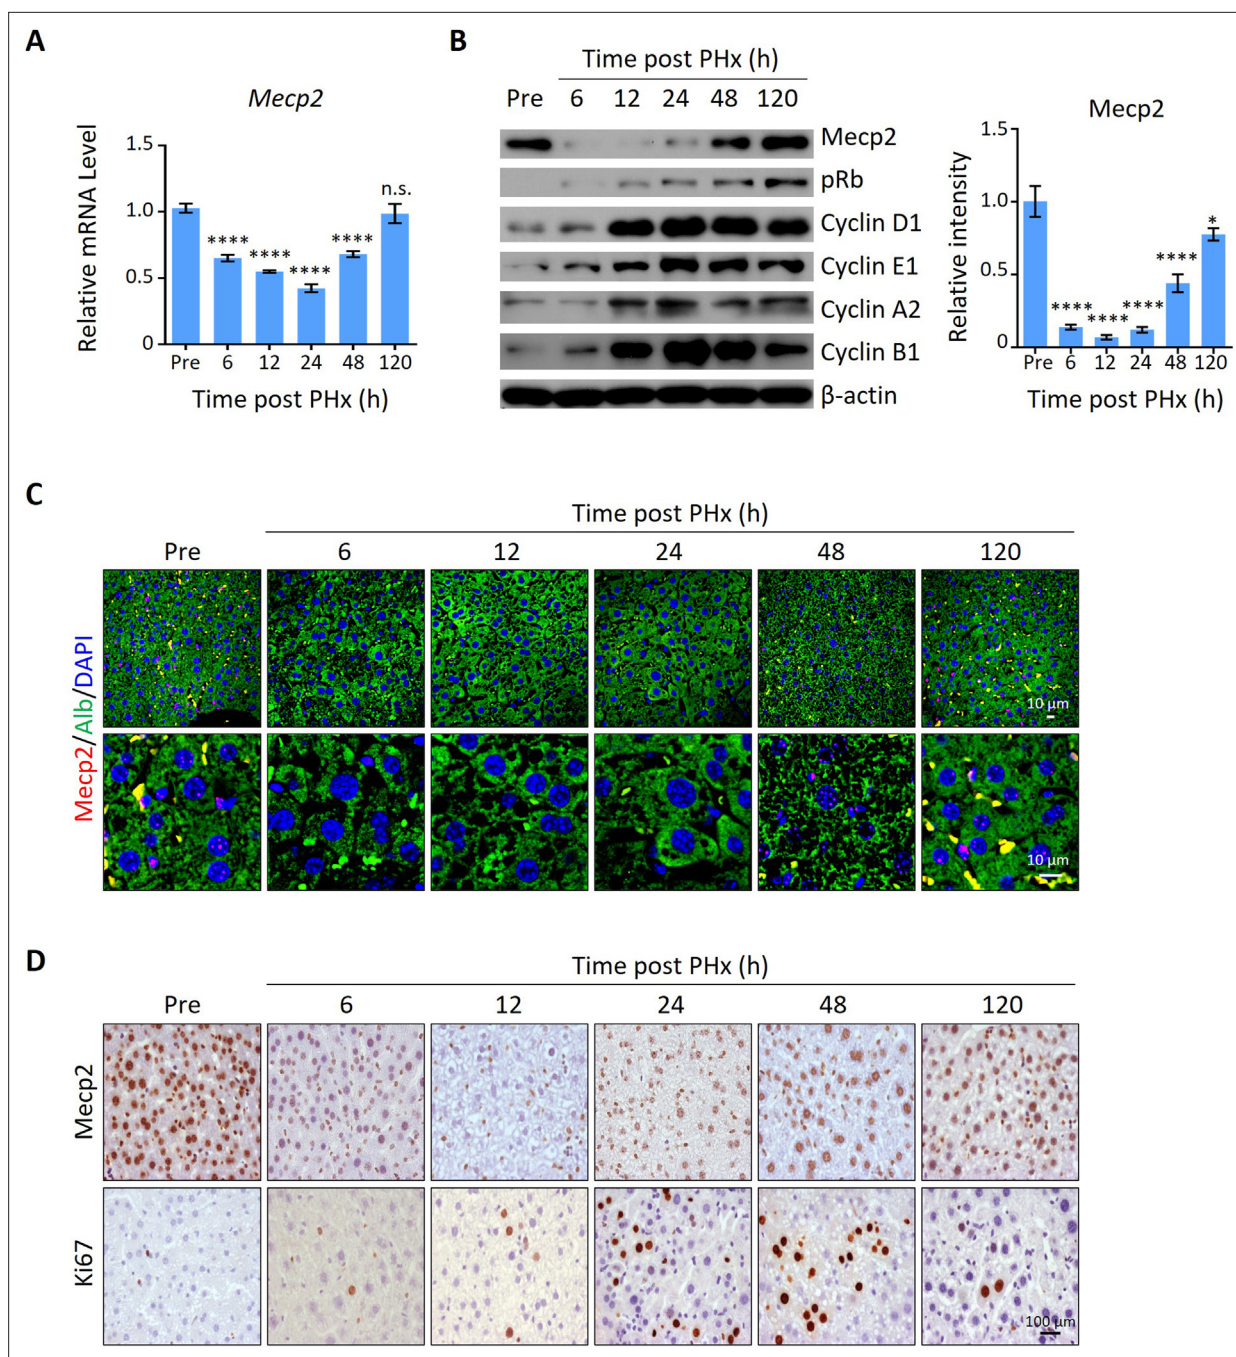 A
Mecp2
Relative mRNA Level
1.5
1.0
0.5
0
**** **** **** **** n.s.
Pre 6 12 24 48 120
Time post PHx (h)
B
Time post PHx (h)
Pre 6 12 24 48 120
Mecp2
pRb
Cyclin D1
Cyclin E1
Cyclin A2
Cyclin B1
β-actin
Mecp2
Relative intensity
1.5
1.0
0.5
0
**** **** **** **** *
Pre 6 12 24 48 120
Time post PHx (h)
C
Time post PHx (h)
Pre 6 12 24 48 120
Mecp2/Alb/DAPI
10 µm
10 µm
D
Time post PHx (h)
Pre 6 12 24 48 120
Mecp2
Ki67
100 µm